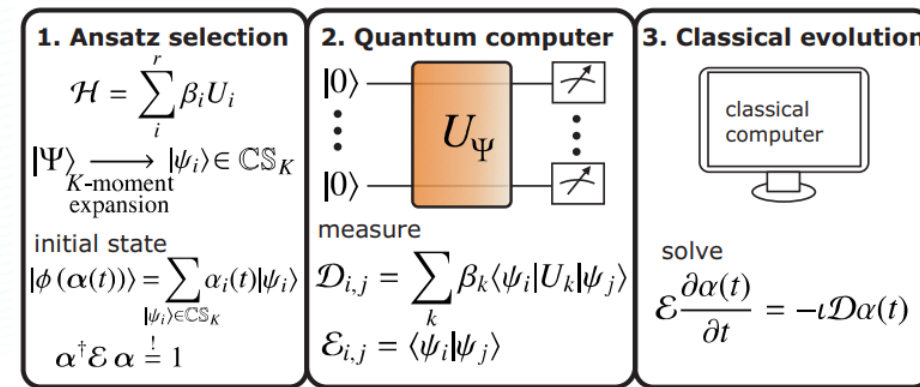 1. Ansatz selection
ℋ = ∑_i^r β_i U_i
|Ψ⟩ ⟶ |ψ_i⟩ ∈ ℂ𝕊_K
K-moment
expansion
initial state
|ϕ (α(t))⟩ = ∑_{|ψ_i⟩∈ℂ𝕊_K} α_i(t)|ψ_i⟩
α†ℰ α =! 1
2. Quantum computer
|0⟩
U_Ψ
|0⟩
measure
𝒟_{i,j} = ∑_k β_k⟨ψ_i|U_k|ψ_j⟩
ℰ_{i,j} = ⟨ψ_i|ψ_j⟩
3. Classical evolution
classical
computer
solve
ℰ ∂α(t)/∂t = −ι𝒟α(t)